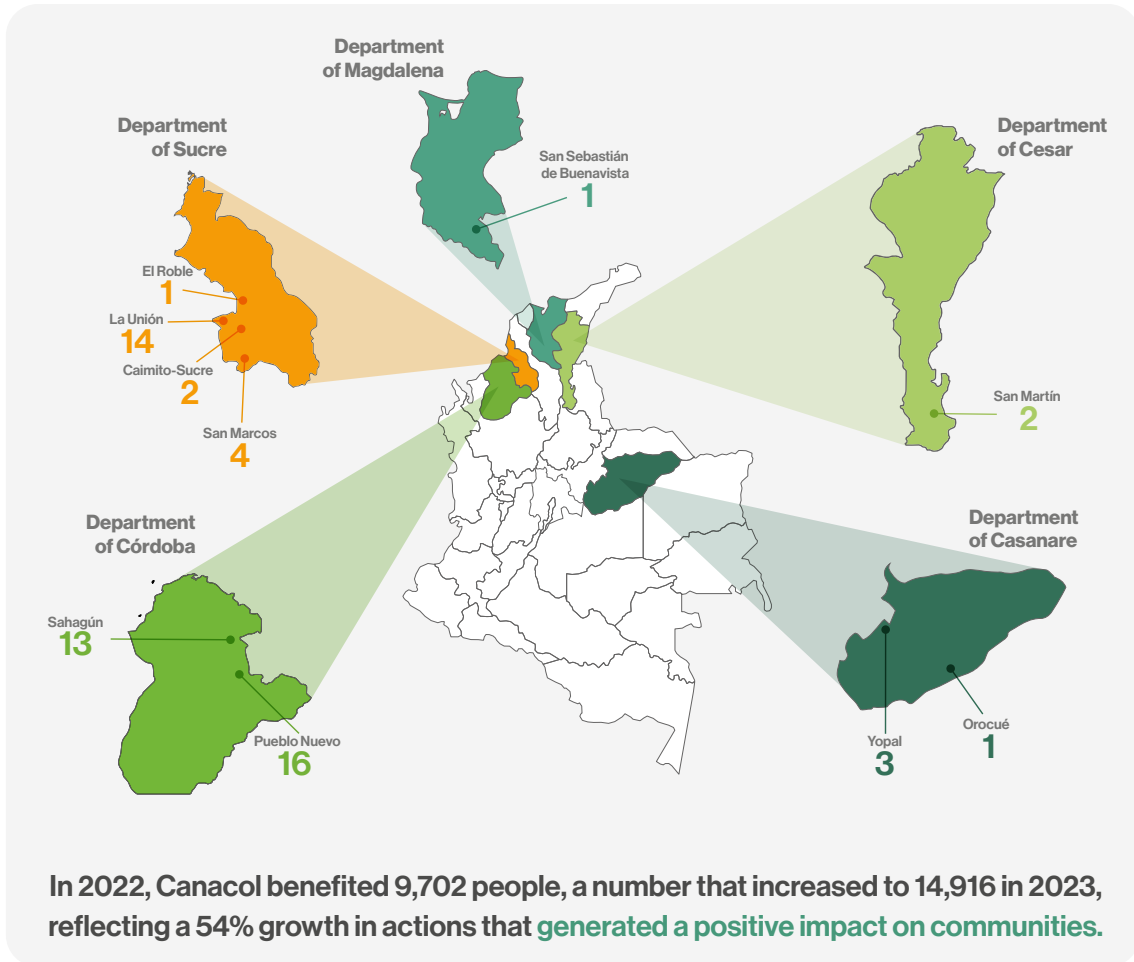 Department
of Magdalena
San Sebastián
de Buenavista
1
Department
of Sucre
El Roble
1
La Unión
14
Caimito-Sucre
2
San Marcos
4
Department
of Cesar
San Martín
2
Department
of Córdoba
Sahagún
13
Pueblo Nuevo
16
Department
of Casanare
Yopal
3
Orocué
1
In 2022, Canacol benefited 9,702 people, a number that increased to 14,916 in 2023,
reflecting a 54% growth in actions that generated a positive impact on communities.